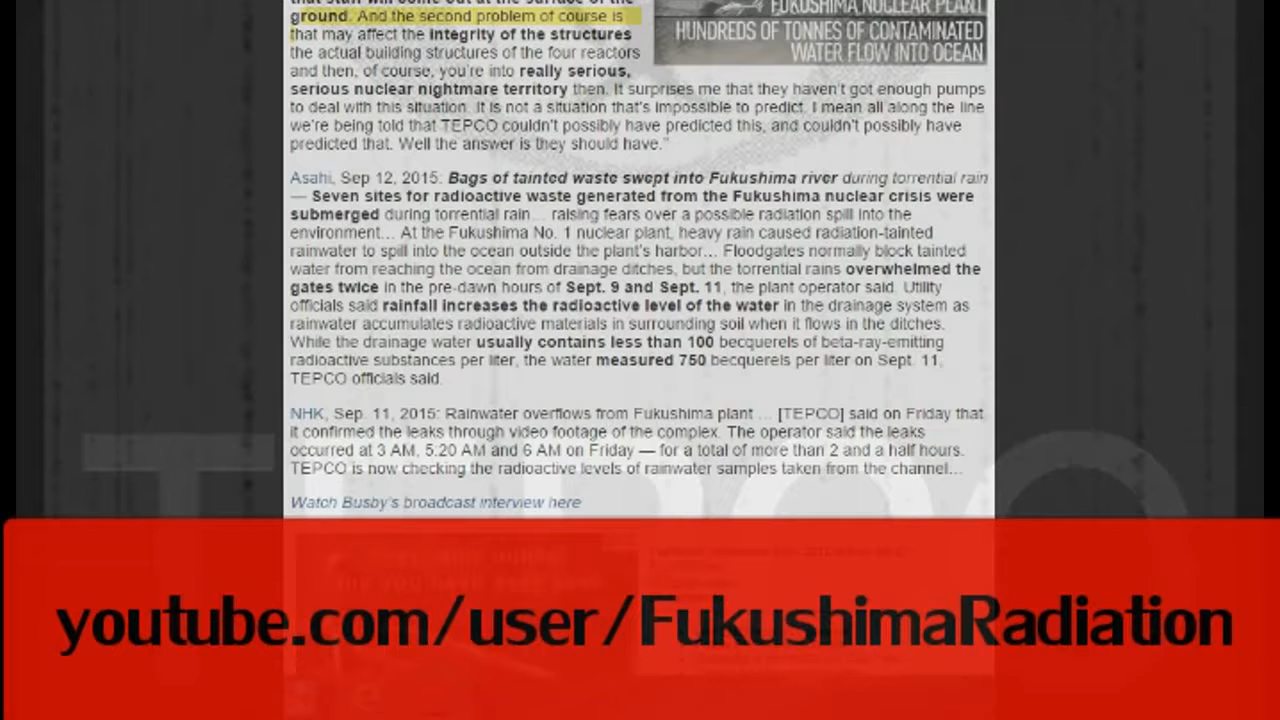 that stuff will come out at the surface of the
ground. And the second problem of course is
that may affect the integrity of the structures
the actual building structures of the four reactors
and then, of course, you're into really serious,
serious nuclear nightmare territory then. It surprises me that they haven't got enough pumps
to deal with this situation. It is not a situation that's impossible to predict. I mean all along the line
we're being told that TEPCO couldn't possibly have predicted this, and couldn't possibly have
predicted that. Well the answer is they should have."
FUKUSHIMA NUCLEAR PLANT
HUNDREDS OF TONNES OF CONTAMINATED
WATER FLOW INTO OCEAN
Asahi, Sep 12, 2015: Bags of tainted waste swept into Fukushima river during torrential rain
— Seven sites for radioactive waste generated from the Fukushima nuclear crisis were
submerged during torrential rain... raising fears over a possible radiation spill into the
environment... At the Fukushima No. 1 nuclear plant, heavy rain caused radiation-tainted
rainwater to spill into the ocean outside the plant's harbor... Floodgates normally block tainted
water from reaching the ocean from drainage ditches, but the torrential rains overwhelmed the
gates twice in the pre-dawn hours of Sept. 9 and Sept. 11, the plant operator said. Utility
officials said rainfall increases the radioactive level of the water in the drainage system as
rainwater accumulates radioactive materials in surrounding soil when it flows in the ditches.
While the drainage water usually contains less than 100 becquerels of beta-ray-emitting
radioactive substances per liter, the water measured 750 becquerels per liter on Sept. 11,
TEPCO officials said.
NHK, Sep. 11, 2015: Rainwater overflows from Fukushima plant ... [TEPCO] said on Friday that
it confirmed the leaks through video footage of the complex. The operator said the leaks
occurred at 3 AM, 5:20 AM and 6 AM on Friday — for a total of more than 2 and a half hours.
TEPCO is now checking the radioactive levels of rainwater samples taken from the channel...
Watch Busby's broadcast interview here
TEPCO
youtube.com/user/FukushimaRadiation